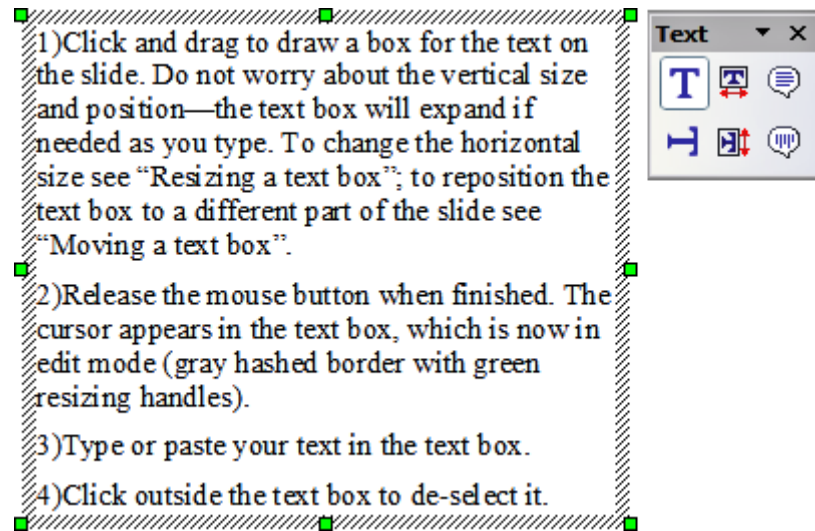 1)Click and drag to draw a box for the text on
the slide. Do not worry about the vertical size
and position—the text box will expand if
needed as you type. To change the horizontal
size see “Resizing a text box”; to reposition the
text box to a different part of the slide see
“Moving a text box”.
2)Release the mouse button when finished. The
cursor appears in the text box, which is now in
edit mode (gray hashed border with green
resizing handles).
3)Type or paste your text in the text box.
4)Click outside the text box to de-select it.
Text